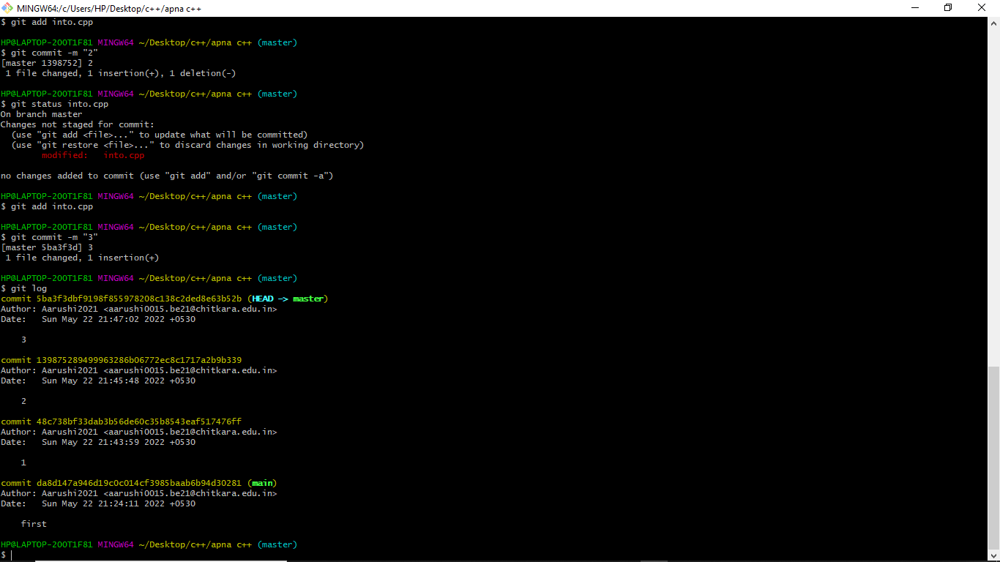 MINGW64:/c/Users/HP/Desktop/c++/apna c++
$ git add into.cpp
HP@LAPTOP-2OOT1F81 MINGW64 ~/Desktop/c++/apna c++ (master)
$ git commit -m "2"
[master 1398752] 2
 1 file changed, 1 insertion(+), 1 deletion(-)
HP@LAPTOP-2OOT1F81 MINGW64 ~/Desktop/c++/apna c++ (master)
$ git status into.cpp
On branch master
Changes not staged for commit:
  (use "git add <file>..." to update what will be committed)
  (use "git restore <file>..." to discard changes in working directory)
        modified:   into.cpp
no changes added to commit (use "git add" and/or "git commit -a")
HP@LAPTOP-2OOT1F81 MINGW64 ~/Desktop/c++/apna c++ (master)
$ git add into.cpp
HP@LAPTOP-2OOT1F81 MINGW64 ~/Desktop/c++/apna c++ (master)
$ git commit -m "3"
[master 5ba3f3d] 3
 1 file changed, 1 insertion(+)
HP@LAPTOP-2OOT1F81 MINGW64 ~/Desktop/c++/apna c++ (master)
$ git log
commit 5ba3f3dbf9198f855978208c138c2ded8e63b52b (HEAD -> master)
Author: Aarushi2021 <aarushi0015.be21@chitkara.edu.in>
Date:   Sun May 22 21:47:02 2022 +0530
    3
commit 139875289499963286b06772ec8c1717a2b9b339
Author: Aarushi2021 <aarushi0015.be21@chitkara.edu.in>
Date:   Sun May 22 21:45:48 2022 +0530
    2
commit 48c738bf33dab3b56de60c35b8543eaf517476ff
Author: Aarushi2021 <aarushi0015.be21@chitkara.edu.in>
Date:   Sun May 22 21:43:59 2022 +0530
    1
commit da8d147a946d19c0c014cf3985baab6b94d30281 (main)
Author: Aarushi2021 <aarushi0015.be21@chitkara.edu.in>
Date:   Sun May 22 21:24:11 2022 +0530
    first
HP@LAPTOP-2OOT1F81 MINGW64 ~/Desktop/c++/apna c++ (master)
$